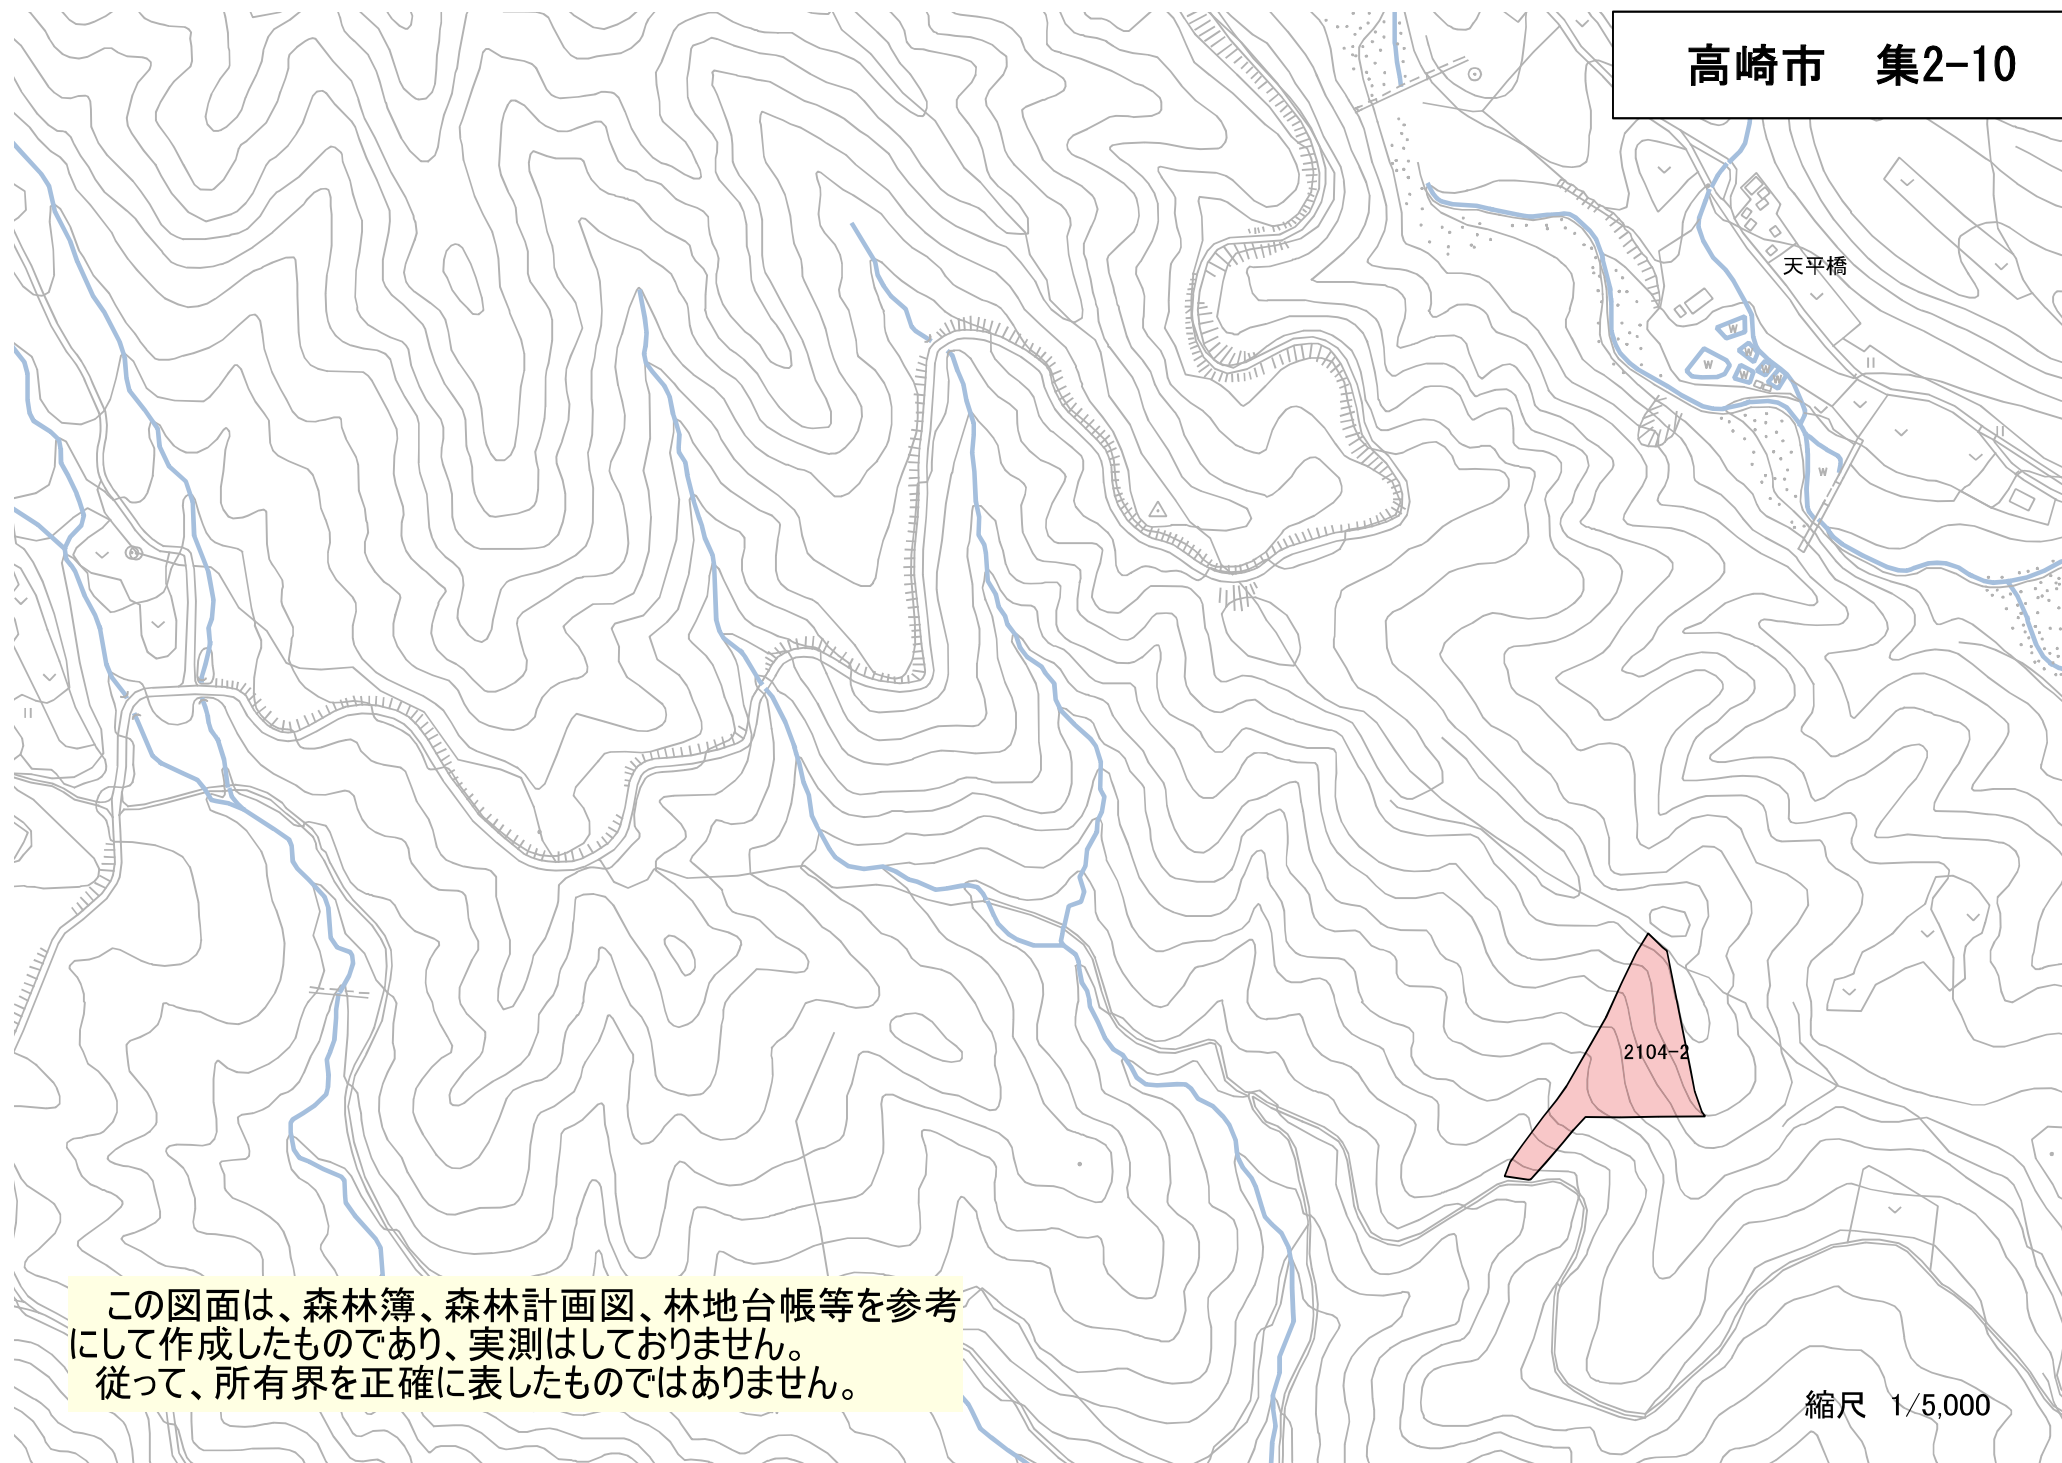 高崎市　集2-10
天平橋
W
W
W
W
W
W
W
2104-2
この図面は、森林簿、森林計画図、林地台帳等を参考
にして作成したものであり、実測はしておりません。
従って、所有界を正確に表したものではありません。
縮尺　1/5,000